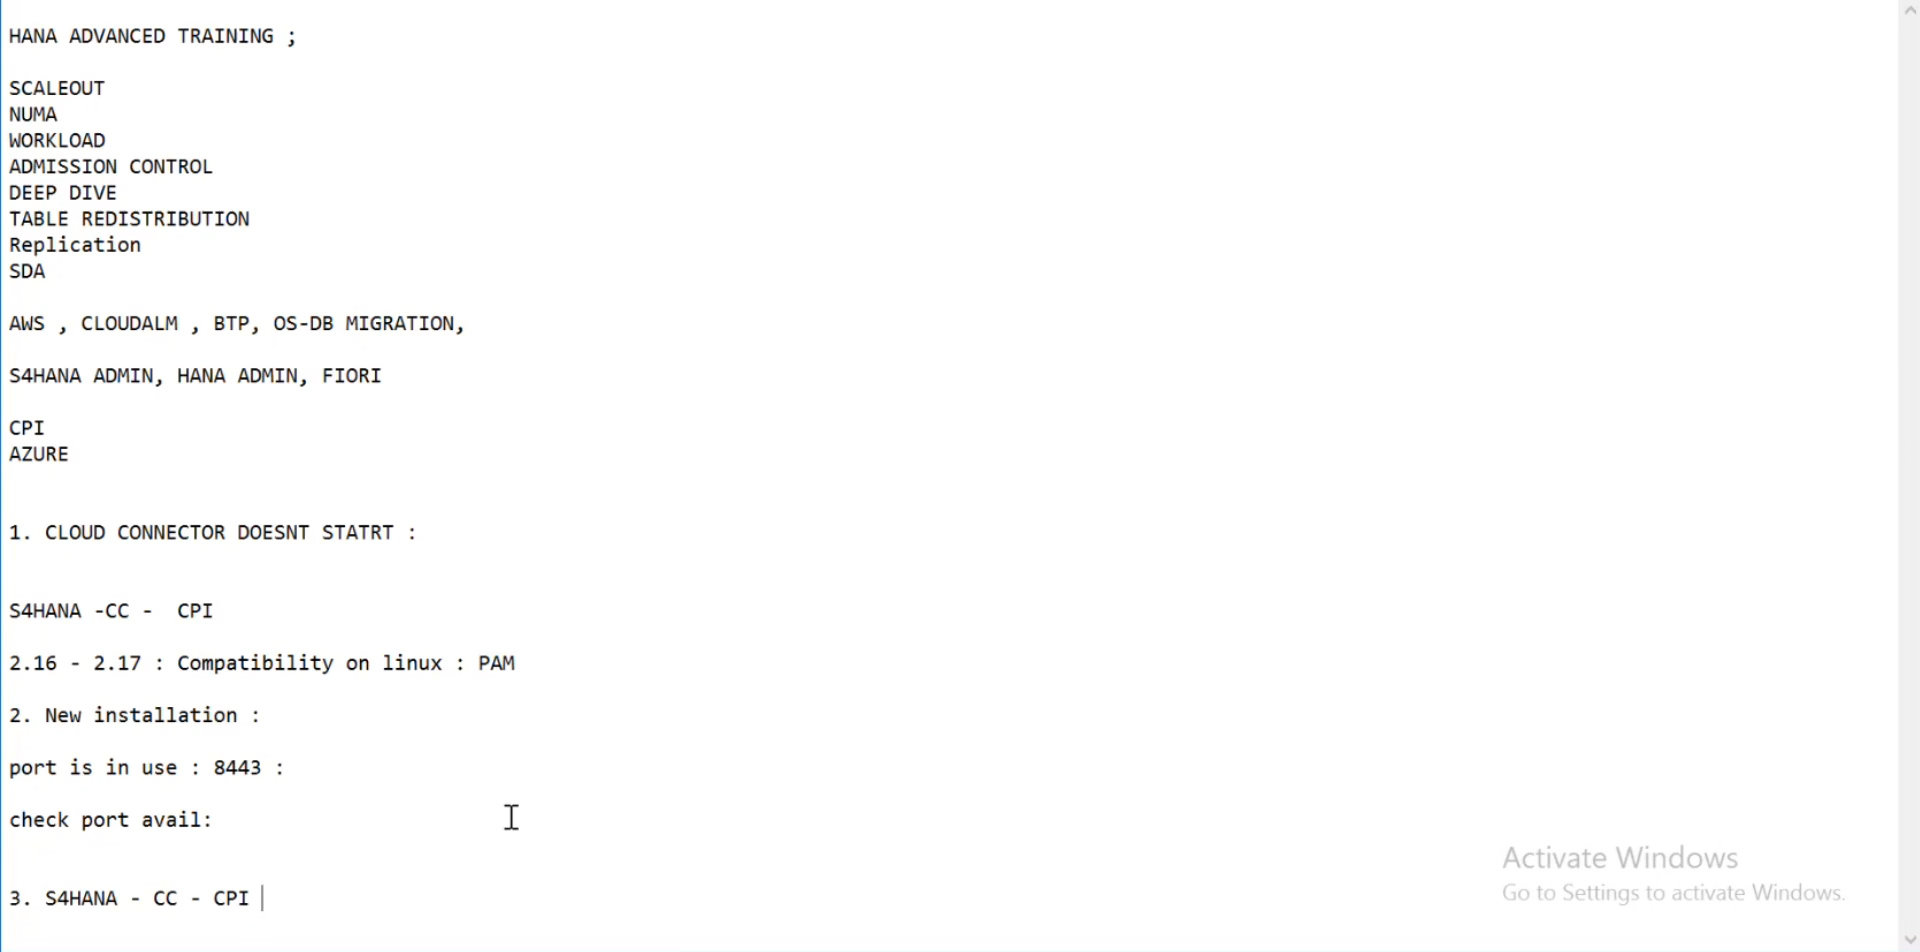 HANA ADVANCED TRAINING ;
SCALEOUT
NUMA
WORKLOAD
ADMISSION CONTROL
DEEP DIVE
TABLE REDISTRIBUTION
Replication
SDA
AWS , CLOUDALM , BTP, OS-DB MIGRATION,
S4HANA ADMIN, HANA ADMIN, FIORI
CPI
AZURE
1. CLOUD CONNECTOR DOESNT STATRT :
S4HANA -CC -  CPI
2.16 - 2.17 : Compatibility on linux : PAM
2. New installation :
port is in use : 8443 :
check port avail:
3. S4HANA - CC - CPI
Activate Windows
Go to Settings to activate Windows.